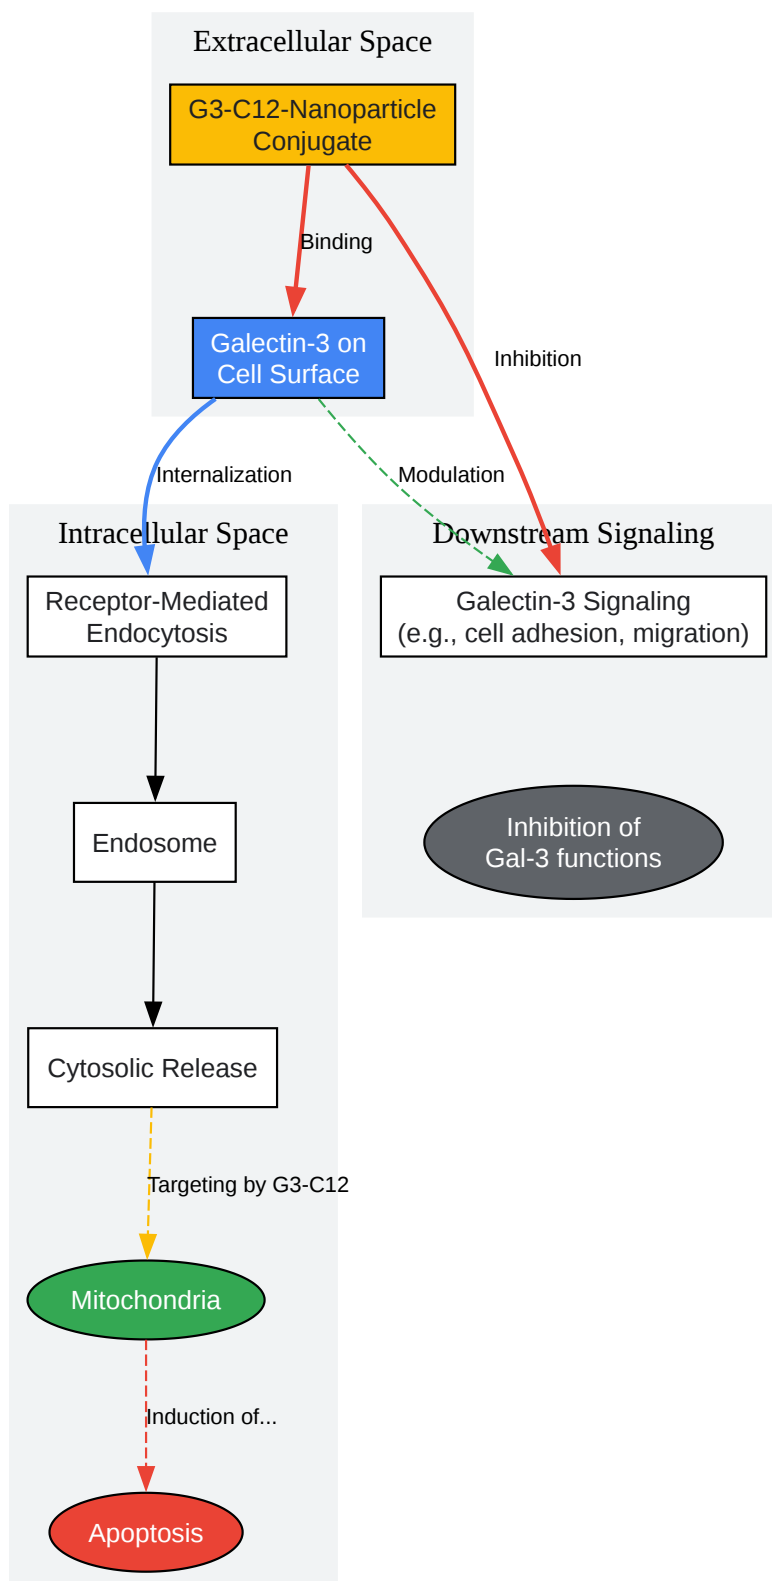 Extracellular Space
G3-C12-Nanoparticle
Conjugate
Binding
Galectin-3 on
Cell Surface
Inhibition
Internalization
Modulation
Intracellular Space
Downstream Signaling
Receptor-Mediated
Endocytosis
Galectin-3 Signaling
(e.g., cell adhesion, migration)
Endosome
Inhibition of
Gal-3 functions
Cytosolic Release
Targeting by G3-C12
Mitochondria
Induction of...
Apoptosis